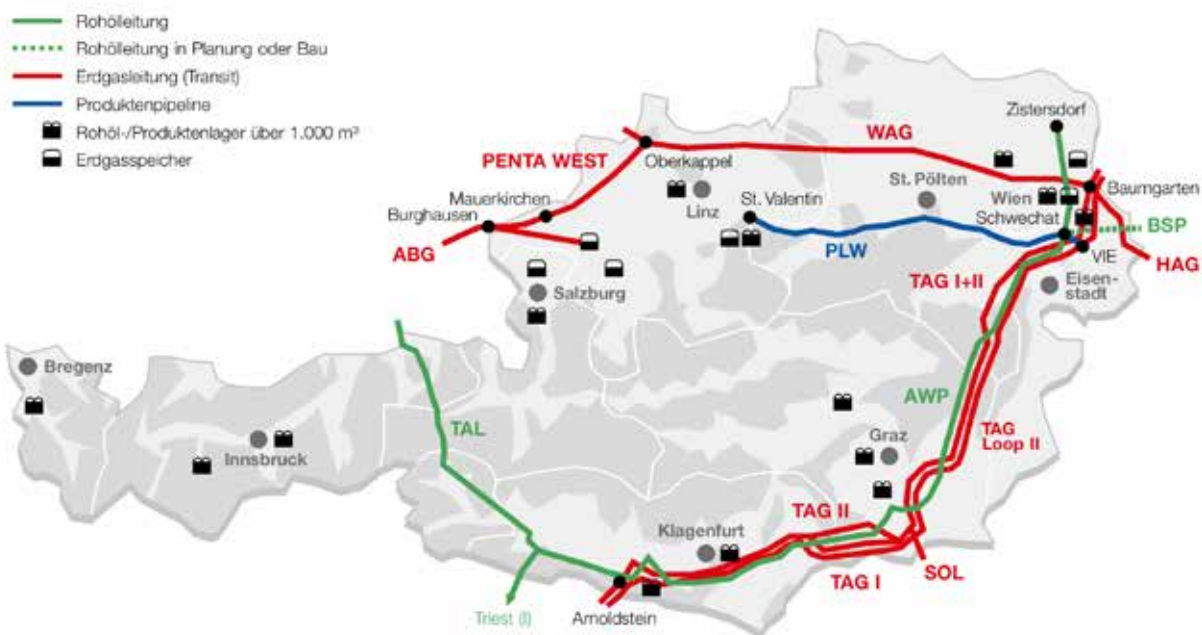 Rohölleitung
Rohölleitung in Planung oder Bau
Erdgasleitung (Transit)
Produktenpipeline
Rohöl-/Produktenlager über 1.000 m³
Erdgasspeicher
Zistersdorf
WAG
PENTA WEST
Oberkappel
Mauerkirchen
Burghausen
Linz
St. Valentin
St. Pölten
Wien
Baumgarten
Schwechat
BSP
ABG
PLW
VIE
HAG
Salzburg
TAG I+II
Eisen-
stadt
Bregenz
AWP
TAL
Graz
TAG
Loop II
Innsbruck
TAG II
Klagenfurt
TAG I
SOL
Triest (I)
Arnoldstein